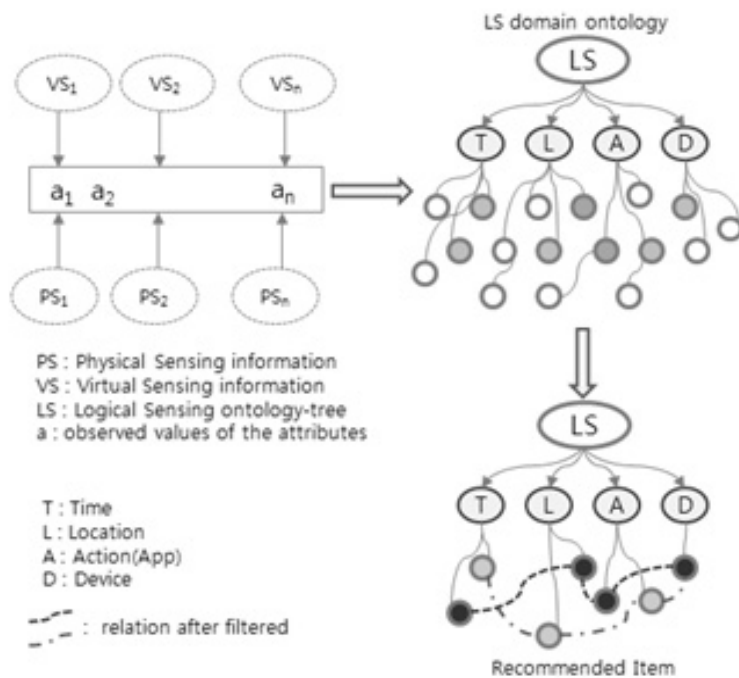 LS domain ontology
VS1 VS2 VSn
LS
T L A D
a1 a2 an
PS1 PS2 PSn
PS : Physical Sensing information
VS : Virtual Sensing information
LS : Logical Sensing ontology-tree
a : observed values of the attributes
LS
T L A D
T : Time
L : Location
A : Action(App)
D : Device
: relation after filtered
Recommended Item